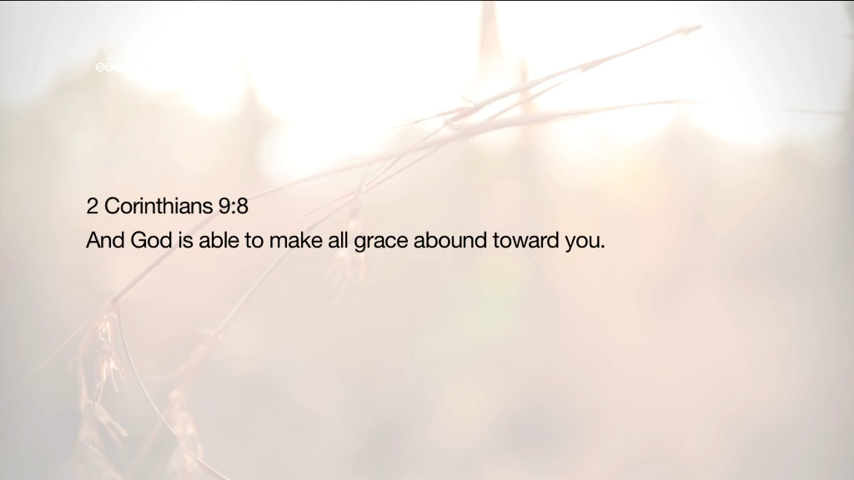 2 Corinthians 9:8
And God is able to make all grace abound toward you.